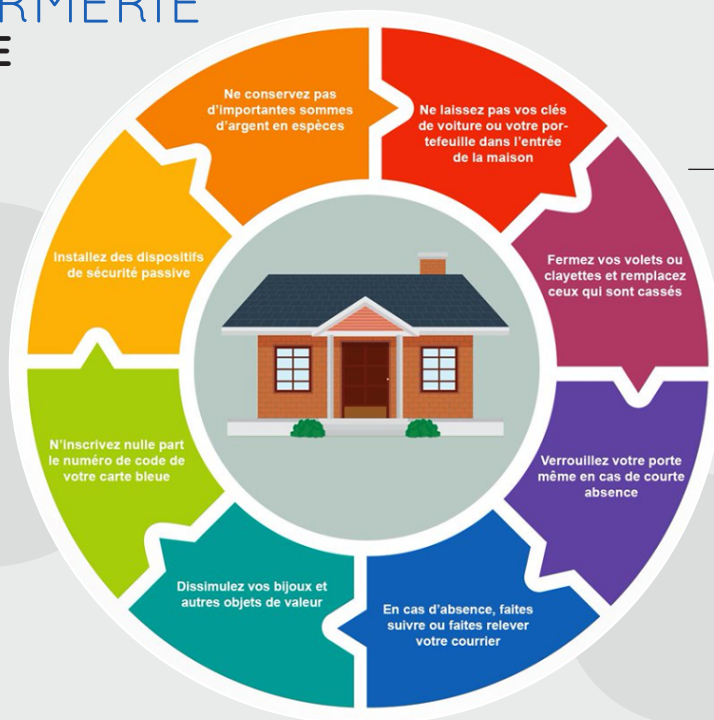 RMERIE
E
Ne conservez pas
d'importantes sommes
d'argent en espèces
Ne laissez pas vos clés
de voiture ou votre por-
tefeuille dans l'entrée
de la maison
Fermez vos volets ou
clayettes et remplacez
ceux qui sont cassés
Verrouillez votre porte
même en cas de courte
absence
En cas d'absence, faites
suivre ou faites relever
votre courrier
Dissimulez vos bijoux et
autres objets de valeur
N'inscrivez nulle part
le numéro de code de
votre carte bleue
Installez des dispositifs
de sécurité passive